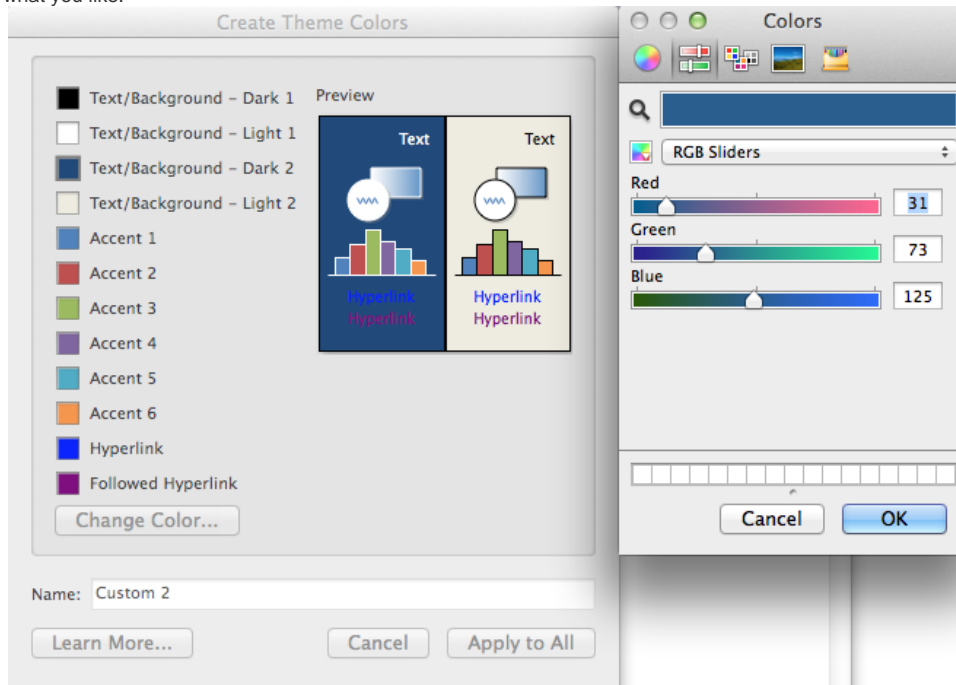 what you like.
Create Theme Colors
Text/Background – Dark 1
Text/Background – Light 1
Text/Background – Dark 2
Text/Background – Light 2
Accent 1
Accent 2
Accent 3
Accent 4
Accent 5
Accent 6
Hyperlink
Followed Hyperlink
Change Color...
Preview
Text
Hyperlink
Hyperlink
Text
Hyperlink
Hyperlink
Name: Custom 2
Learn More...
Cancel
Apply to All
Colors
RGB Sliders
Red
31
Green
73
Blue
125
Cancel
OK